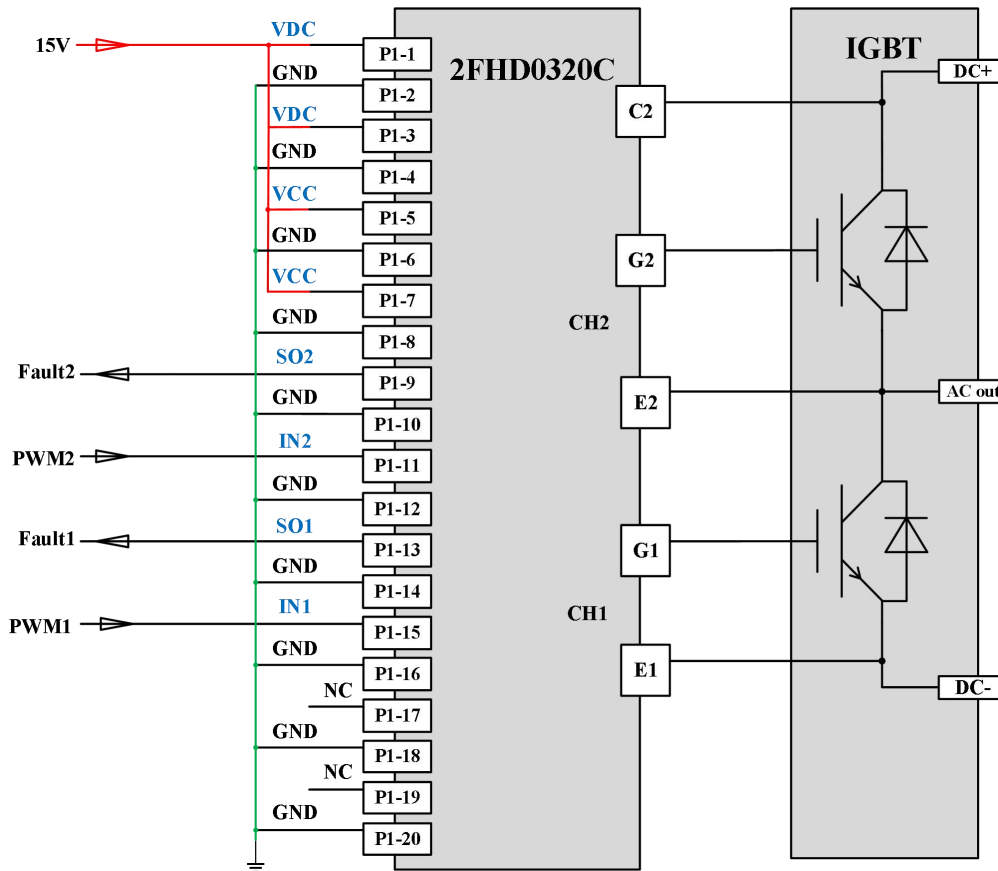 15V
VDC
P1-1
GND
P1-2
VDC
P1-3
GND
P1-4
VCC
P1-5
GND
P1-6
VCC
P1-7
GND
P1-8
Fault2
SO2
P1-9
GND
P1-10
PWM2
IN2
P1-11
GND
P1-12
Fault1
SO1
P1-13
GND
P1-14
PWM1
IN1
P1-15
GND
P1-16
NC
P1-17
GND
P1-18
NC
P1-19
GND
P1-20
2FHD0320C
C2
G2
CH2
E2
G1
CH1
E1
IGBT
DC+
AC out
DC-